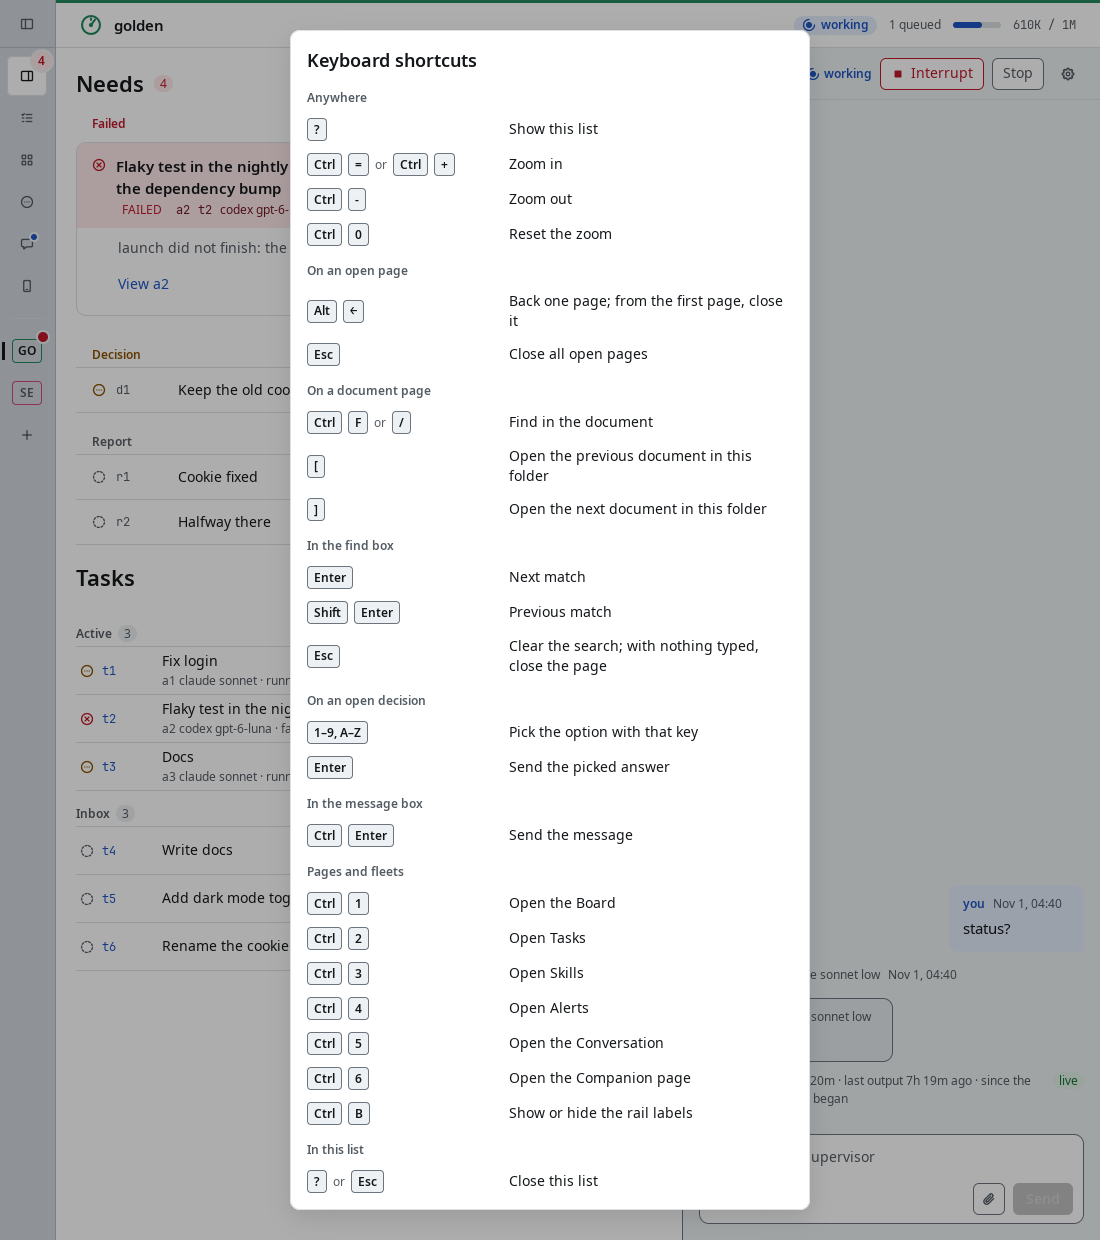 golden
working
1 queued
610K / 1M
4
Needs 4
working
Interrupt
Stop
Failed
Flaky test in the nightly
the dependency bump
FAILED a2 t2 codex gpt-6-
launch did not finish: the
View a2
GO
SE
Decision
d1 Keep the old coo
Report
r1 Cookie fixed
r2 Halfway there
Tasks
Active 3
t1 Fix login
a1 claude sonnet · runn
t2 Flaky test in the nig
a2 codex gpt-6-luna · fa
t3 Docs
a3 claude sonnet · runn
Inbox 3
t4 Write docs
t5 Add dark mode tog
t6 Rename the cookie
Keyboard shortcuts
Anywhere
? Show this list
Ctrl = or Ctrl + Zoom in
Ctrl - Zoom out
Ctrl 0 Reset the zoom
On an open page
Alt ← Back one page; from the first page, close
it
Esc Close all open pages
On a document page
Ctrl F or / Find in the document
[ Open the previous document in this
folder
] Open the next document in this folder
In the find box
Enter Next match
Shift Enter Previous match
Esc Clear the search; with nothing typed,
close the page
On an open decision
1–9, A–Z Pick the option with that key
Enter Send the picked answer
In the message box
Ctrl Enter Send the message
Pages and fleets
Ctrl 1 Open the Board
Ctrl 2 Open Tasks
Ctrl 3 Open Skills
Ctrl 4 Open Alerts
Ctrl 5 Open the Conversation
Ctrl 6 Open the Companion page
Ctrl B Show or hide the rail labels
In this list
? or Esc Close this list
you Nov 1, 04:40
status?
e sonnet low Nov 1, 04:40
sonnet low
20m · last output 7h 19m ago · since the
began
live
upervisor
Send